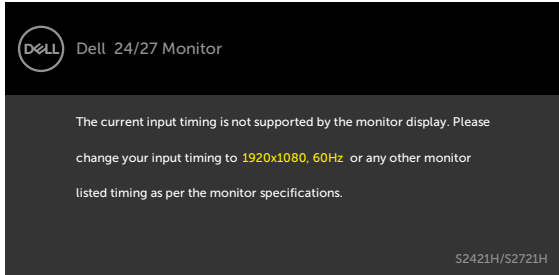 DELL
Dell 24/27 Monitor
The current input timing is not supported by the monitor display. Please
change your input timing to 1920x1080, 60Hz or any other monitor
listed timing as per the monitor specifications.
S2421H/S2721H